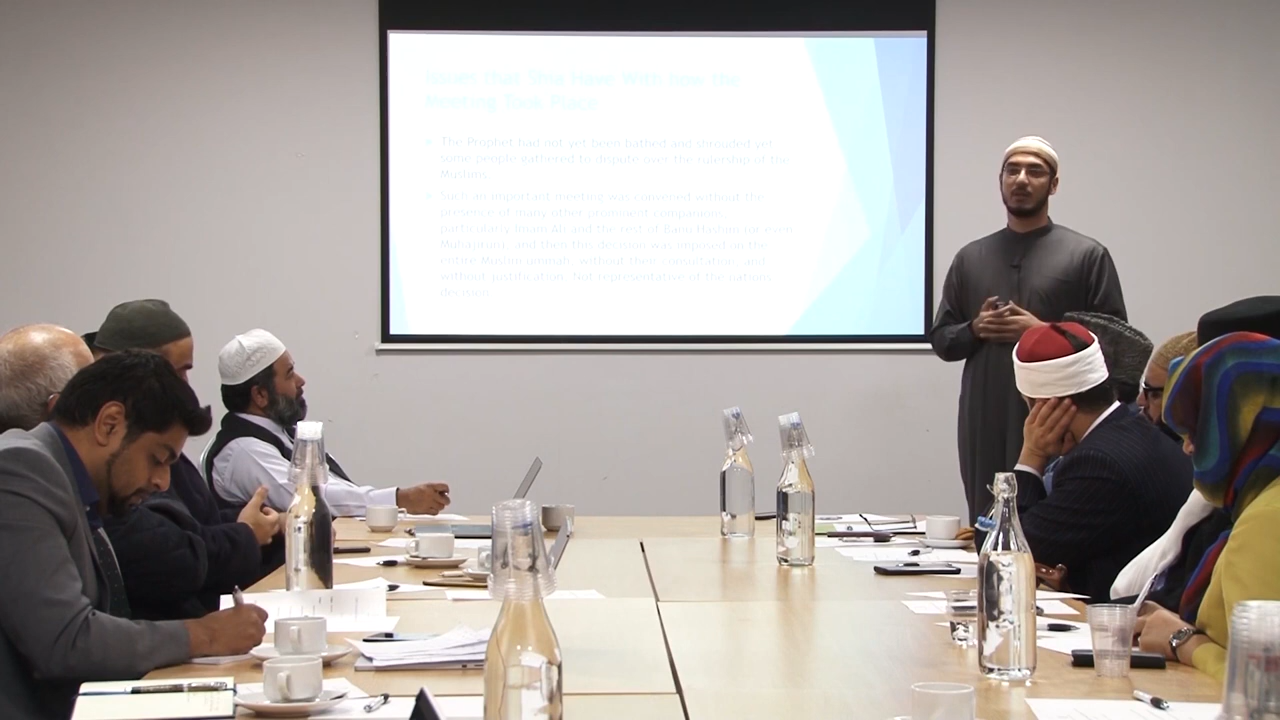 Issues That Shia Have With how the
Meeting Took Place
The Prophet had not yet been bathed and shrouded yet
some people gathered to dispute over the rulership of the
Muslims
Such an important meeting was convened without the
presence of many other prominent companions,
particularly Imam Ali and the rest of Banu Hashim (or even
Muhajirun), and then this decision was imposed on the
entire Muslim ummah, without their consultation, and
without justification. Not representative of the nations
decision